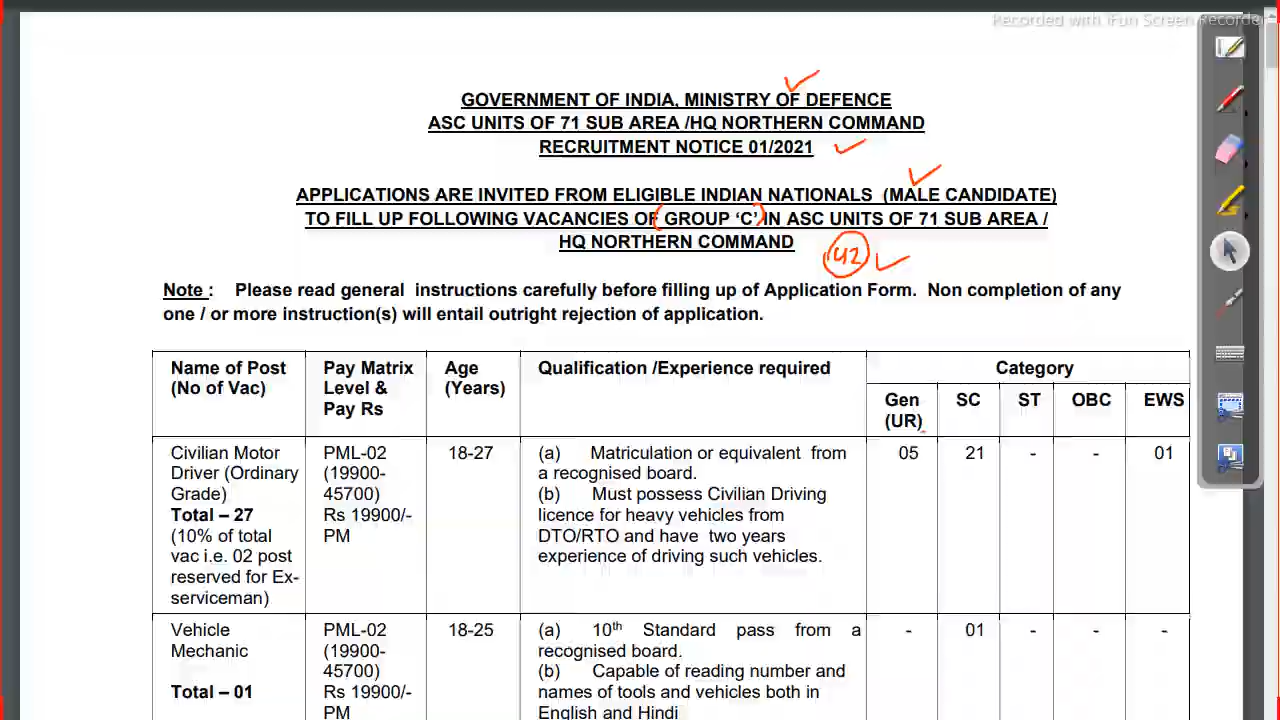 Recorded with iFun Screen Recorder
GOVERNMENT OF INDIA, MINISTRY OF DEFENCE
ASC UNITS OF 71 SUB AREA /HQ NORTHERN COMMAND
RECRUITMENT NOTICE 01/2021
APPLICATIONS ARE INVITED FROM ELIGIBLE INDIAN NATIONALS (MALE CANDIDATE)
TO FILL UP FOLLOWING VACANCIES OF GROUP ‘C’ IN ASC UNITS OF 71 SUB AREA /
HQ NORTHERN COMMAND
42
Note : Please read general instructions carefully before filling up of Application Form. Non completion of any
one / or more instruction(s) will entail outright rejection of application.
Name of Post
(No of Vac)
Pay Matrix
Level &
Pay Rs
Age
(Years)
Qualification /Experience required
Category
Gen
(UR)
SC
ST
OBC
EWS
Civilian Motor
Driver (Ordinary
Grade)
Total – 27
(10% of total
vac i.e. 02 post
reserved for Ex-
serviceman)
PML-02
(19900-
45700)
Rs 19900/-
PM
18-27
(a) Matriculation or equivalent from
a recognised board.
(b) Must possess Civilian Driving
licence for heavy vehicles from
DTO/RTO and have two years
experience of driving such vehicles.
05
21
-
-
01
Vehicle
Mechanic
Total – 01
PML-02
(19900-
45700)
Rs 19900/-
PM
18-25
(a) 10th Standard pass from a
recognised board.
(b) Capable of reading number and
names of tools and vehicles both in
English and Hindi
-
01
-
-
-